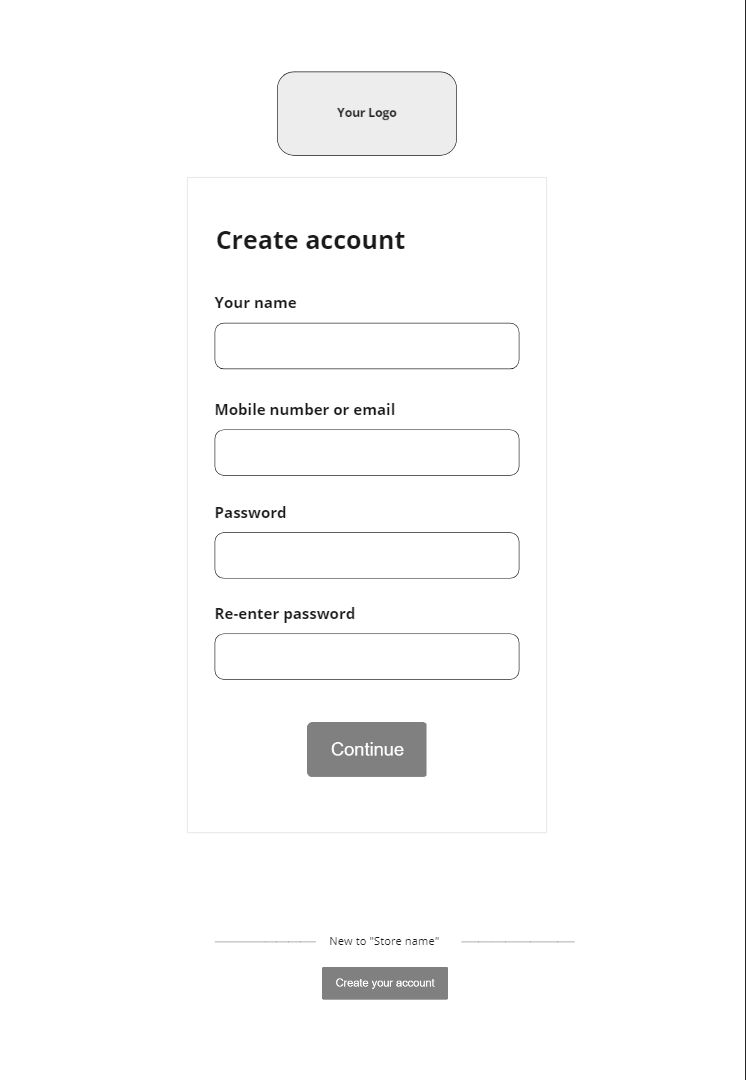 Your Logo
Create account
Your name
Mobile number or email
Password
Re-enter password
Continue
New to "Store name"
Create your account